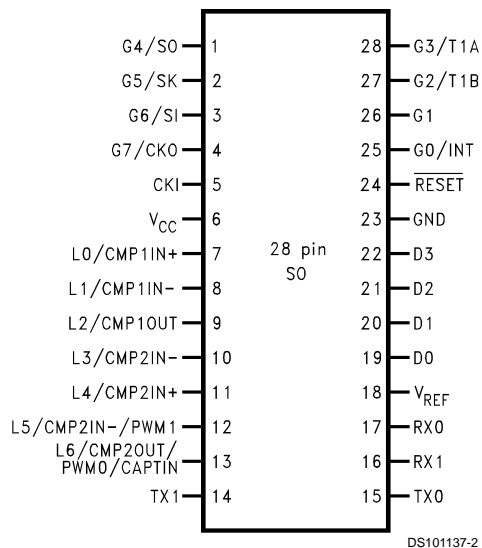 G4/SO 1 28 G3/T1A
G5/SK 2 27 G2/T1B
G6/SI 3 26 G1
G7/CKO 4 25 G0/INT
CKI 5 24 RESET
VCC 6 23 GND
L0/CMP1IN+ 7 22 D3
28 pin
SO
L1/CMP1IN- 8 21 D2
L2/CMP1OUT 9 20 D1
L3/CMP2IN- 10 19 D0
L4/CMP2IN+ 11 18 VREF
L5/CMP2IN-/PWM1 12 17 RX0
L6/CMP2OUT/
PWM0/CAPTIN 13 16 RX1
TX1 14 15 TX0
DS101137-2